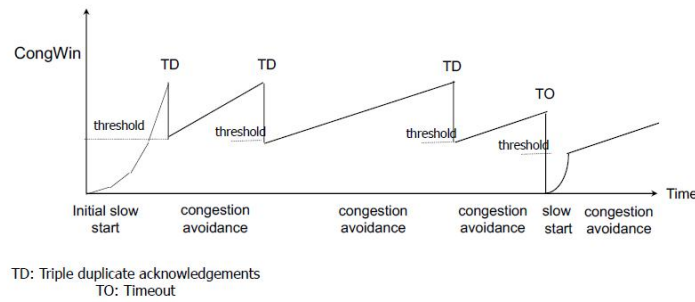 CongWin
TD
TD
TD
TO
threshold
threshold
threshold
threshold
Time
Initial slow
start
congestion
avoidance
congestion
avoidance
congestion
avoidance
slow
start
congestion
avoidance
TD: Triple duplicate acknowledgements
TO: Timeout